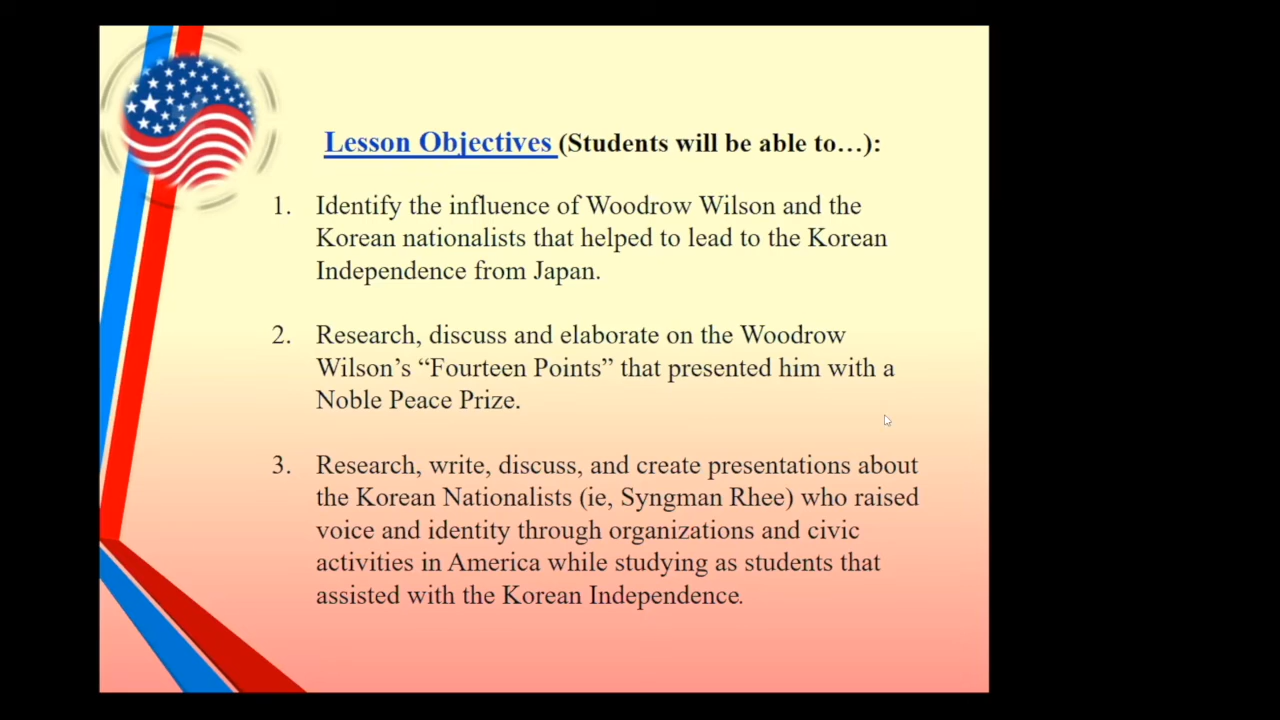 Lesson Objectives (Students will be able to…):
1. Identify the influence of Woodrow Wilson and the
Korean nationalists that helped to lead to the Korean
Independence from Japan.
2. Research, discuss and elaborate on the Woodrow
Wilson’s “Fourteen Points” that presented him with a
Noble Peace Prize.
3. Research, write, discuss, and create presentations about
the Korean Nationalists (ie, Syngman Rhee) who raised
voice and identity through organizations and civic
activities in America while studying as students that
assisted with the Korean Independence.